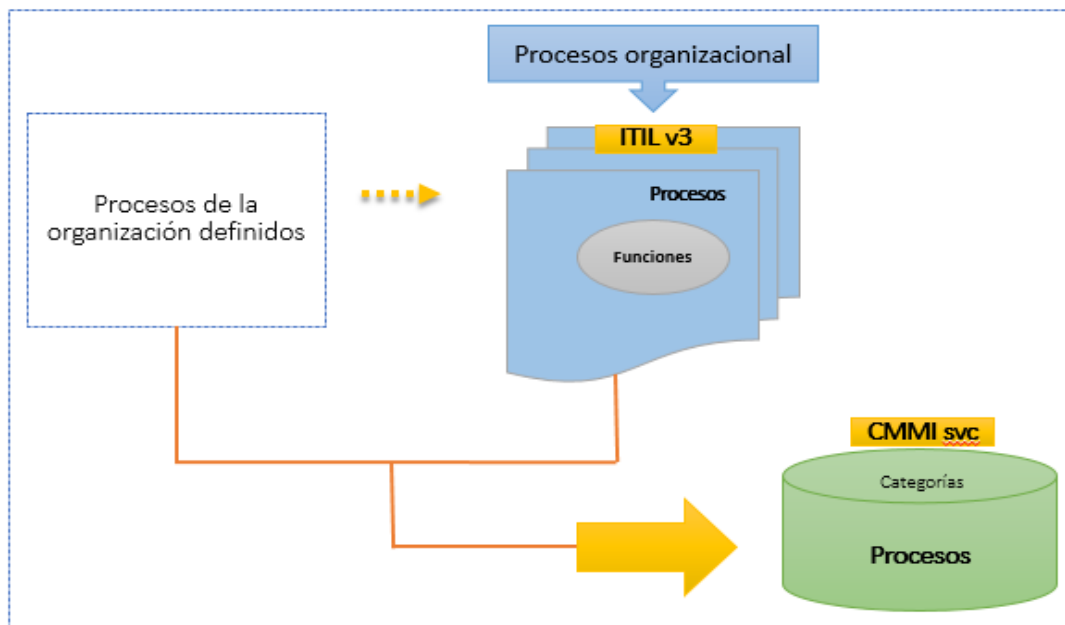 Procesos organizacional
ITIL v3
Procesos
Funciones
Procesos de la
organización definidos
CMMI svc
Categorías
Procesos